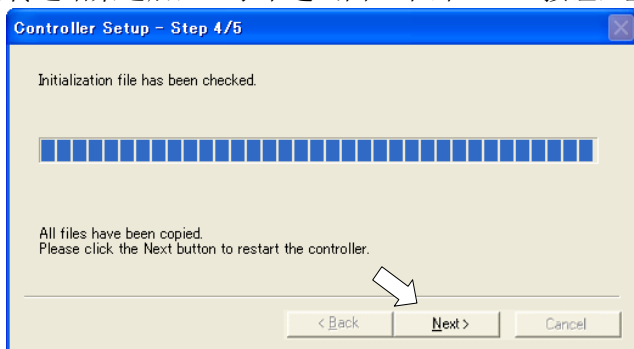 Controller Setup - Step 4/5
Initialization file has been checked.
All files have been copied.
Please click the Next button to restart the controller.
< Back
Next >
Cancel